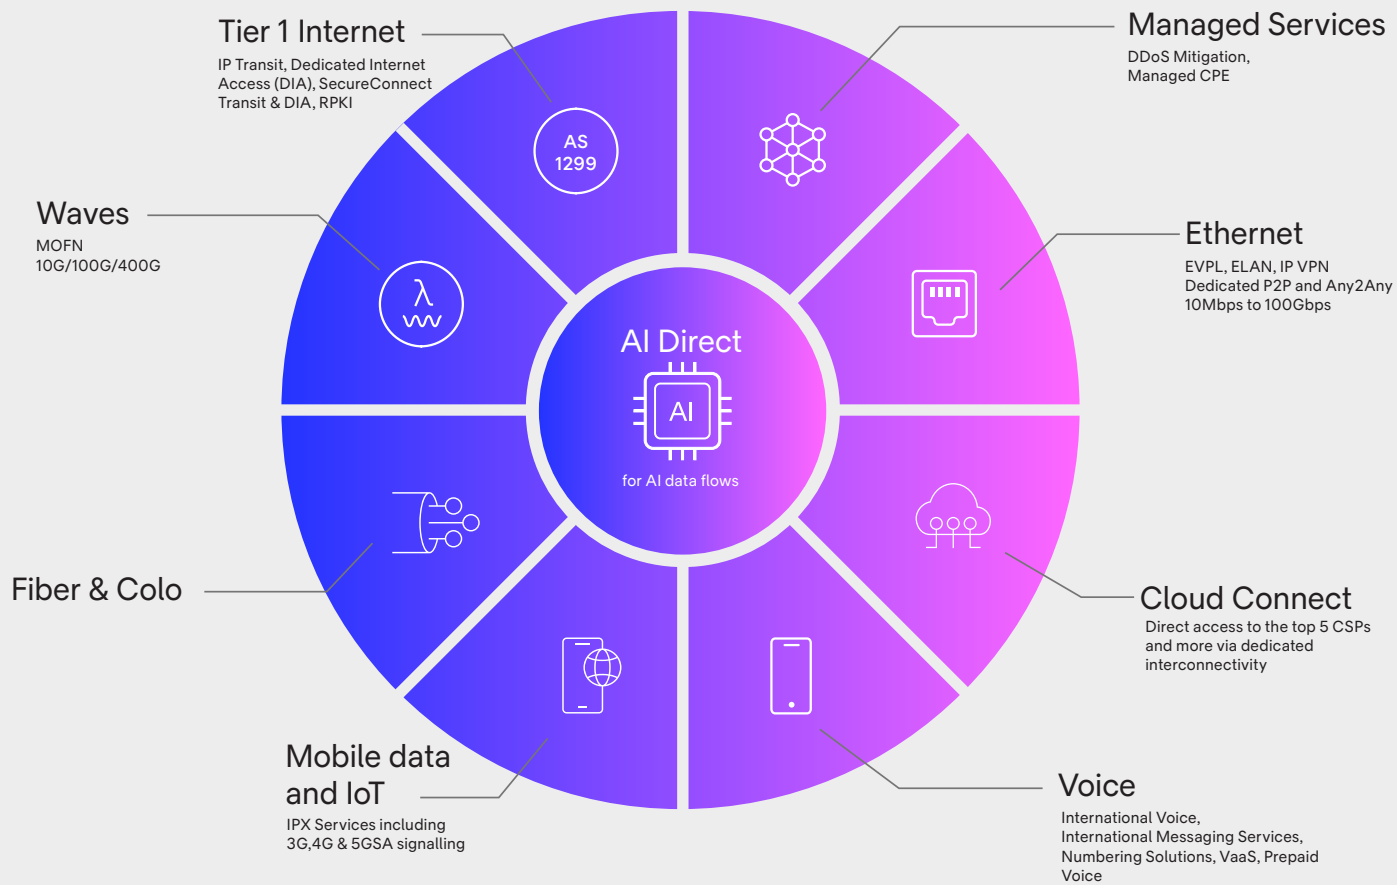 Tier 1 Internet
IP Transit, Dedicated Internet
Access (DIA), SecureConnect
Transit & DIA, RPKI
Managed Services
DDoS Mitigation,
Managed CPE
AS
1299
Waves
MOFN
10G/100G/400G
λ
Ethernet
EVPL, ELAN, IP VPN
Dedicated P2P and Any2Any
10Mbps to 100Gbps
AI Direct
AI
for AI data flows
Fiber & Colo
Cloud Connect
Direct access to the top 5 CSPs
and more via dedicated
interconnectivity
Mobile data
and IoT
IPX Services including
3G,4G & 5GSA signalling
Voice
International Voice,
International Messaging Services,
Numbering Solutions, VaaS, Prepaid
Voice